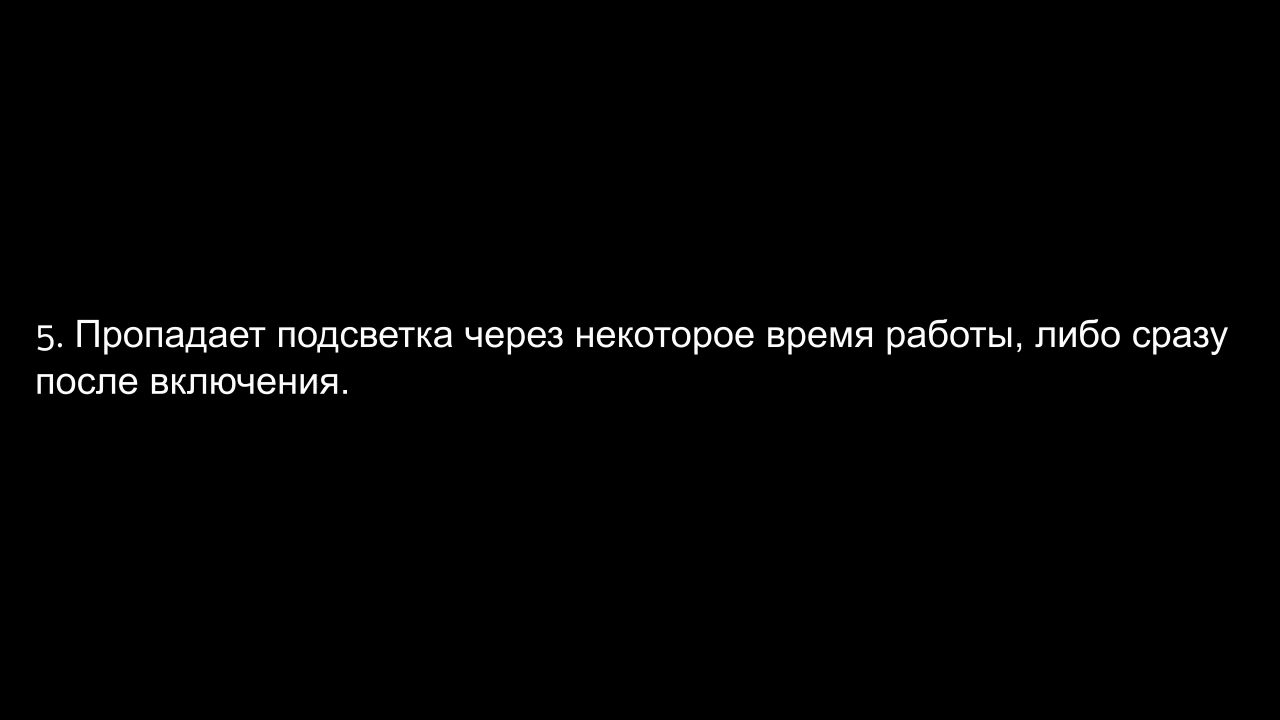 5. Пропадает подсветка через некоторое время работы, либо сразу
после включения.